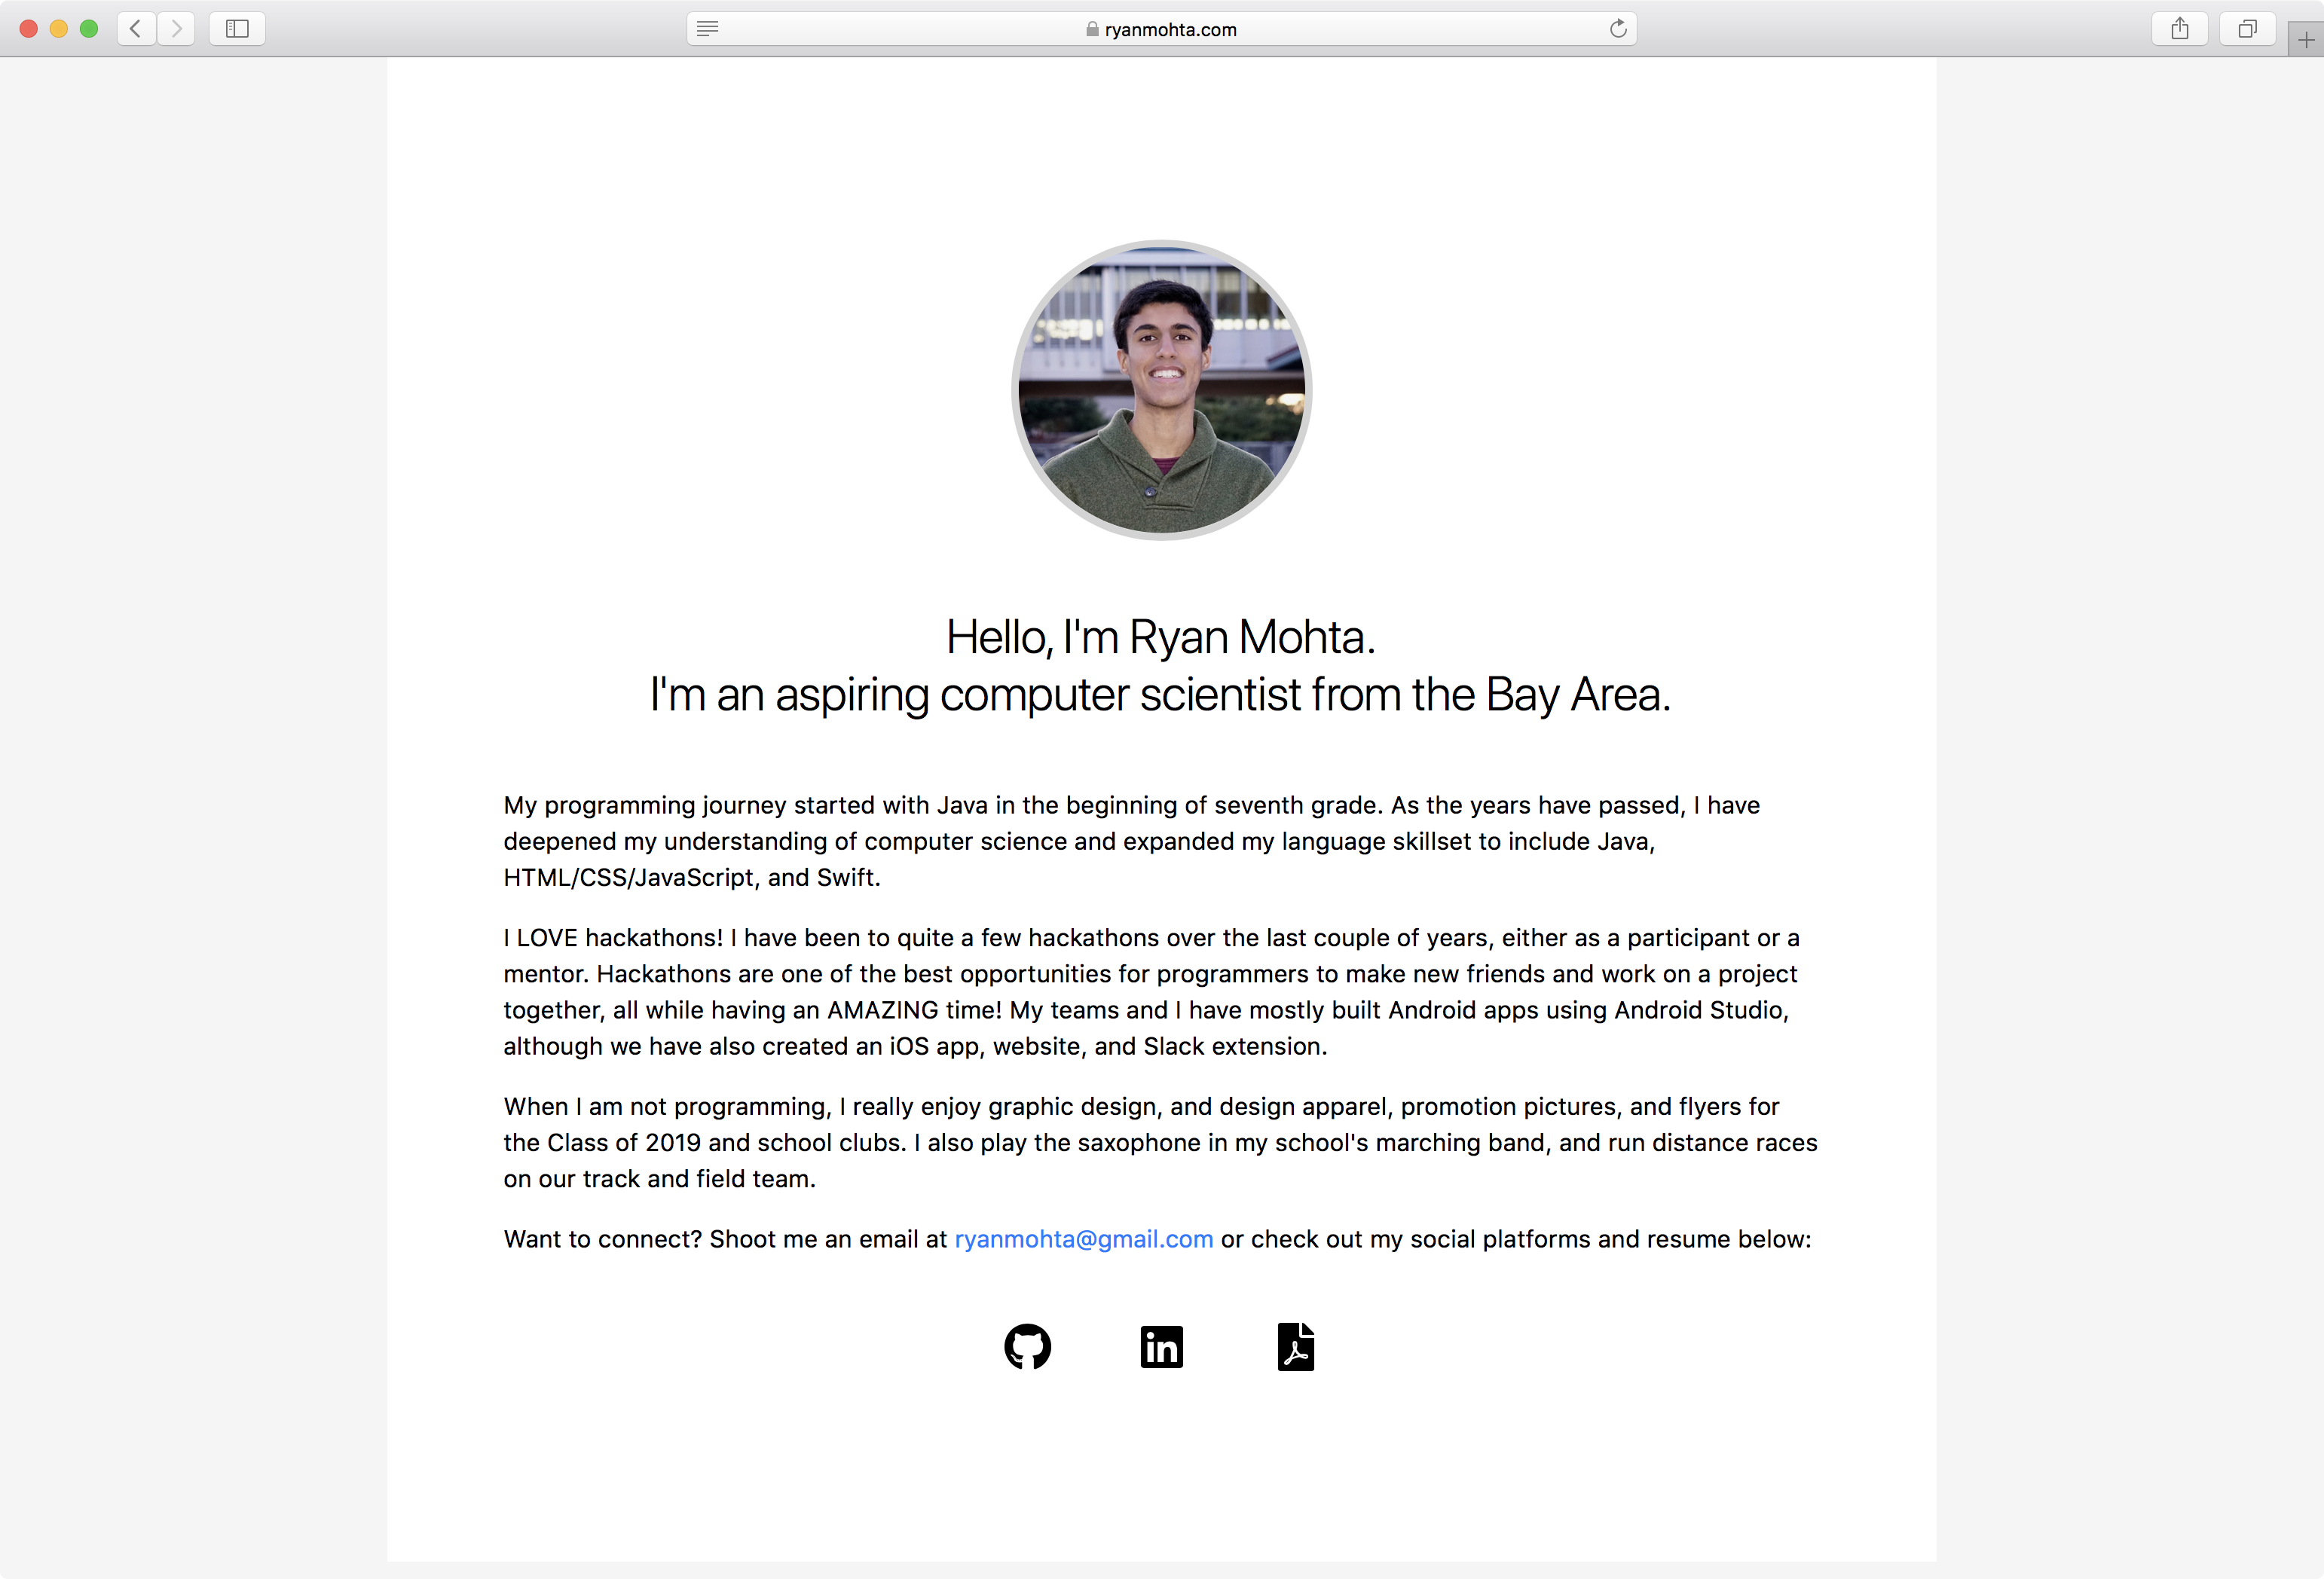 ryanmohta.com
Hello, I'm Ryan Mohta.
I'm an aspiring computer scientist from the Bay Area.
My programming journey started with Java in the beginning of seventh grade. As the years have passed, I have
deepened my understanding of computer science and expanded my language skillset to include Java,
HTML/CSS/JavaScript, and Swift.
I LOVE hackathons! I have been to quite a few hackathons over the last couple of years, either as a participant or a
mentor. Hackathons are one of the best opportunities for programmers to make new friends and work on a project
together, all while having an AMAZING time! My teams and I have mostly built Android apps using Android Studio,
although we have also created an iOS app, website, and Slack extension.
When I am not programming, I really enjoy graphic design, and design apparel, promotion pictures, and flyers for
the Class of 2019 and school clubs. I also play the saxophone in my school's marching band, and run distance races
on our track and field team.
Want to connect? Shoot me an email at ryanmohta@gmail.com or check out my social platforms and resume below:
in